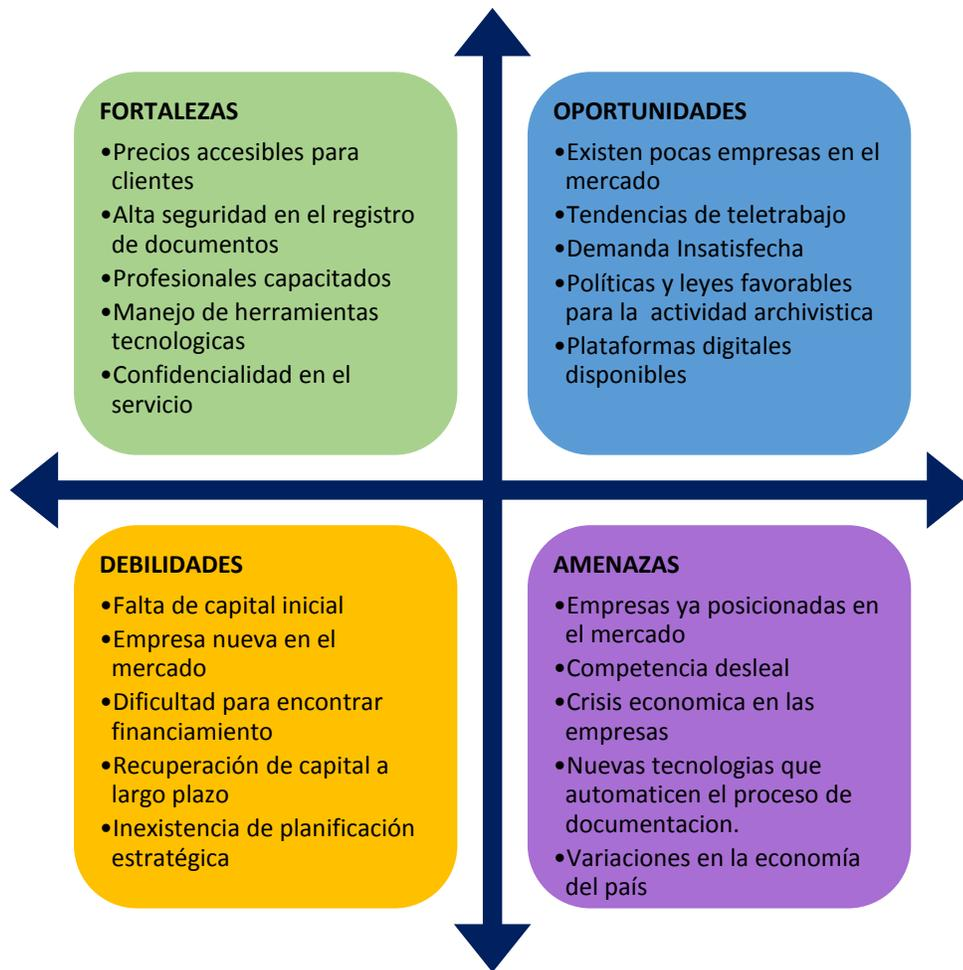 FORTALEZAS
•Precios accesibles para
clientes
•Alta seguridad en el registro
de documentos
•Profesionales capacitados
•Manejo de herramientas
tecnologicas
•Confidencialidad en el
servicio
OPORTUNIDADES
•Existen pocas empresas en el
mercado
•Tendencias de teletrabajo
•Demanda Insatisfecha
•Políticas y leyes favorables
para la  actividad archivistica
•Plataformas digitales
disponibles
DEBILIDADES
•Falta de capital inicial
•Empresa nueva en el
mercado
•Dificultad para encontrar
financiamiento
•Recuperación de capital a
largo plazo
•Inexistencia de planificación
estratégica
AMENAZAS
•Empresas ya posicionadas en
el mercado
•Competencia desleal
•Crisis economica en las
empresas
•Nuevas tecnologias que
automaticen el proceso de
documentacion.
•Variaciones en la economía
del país